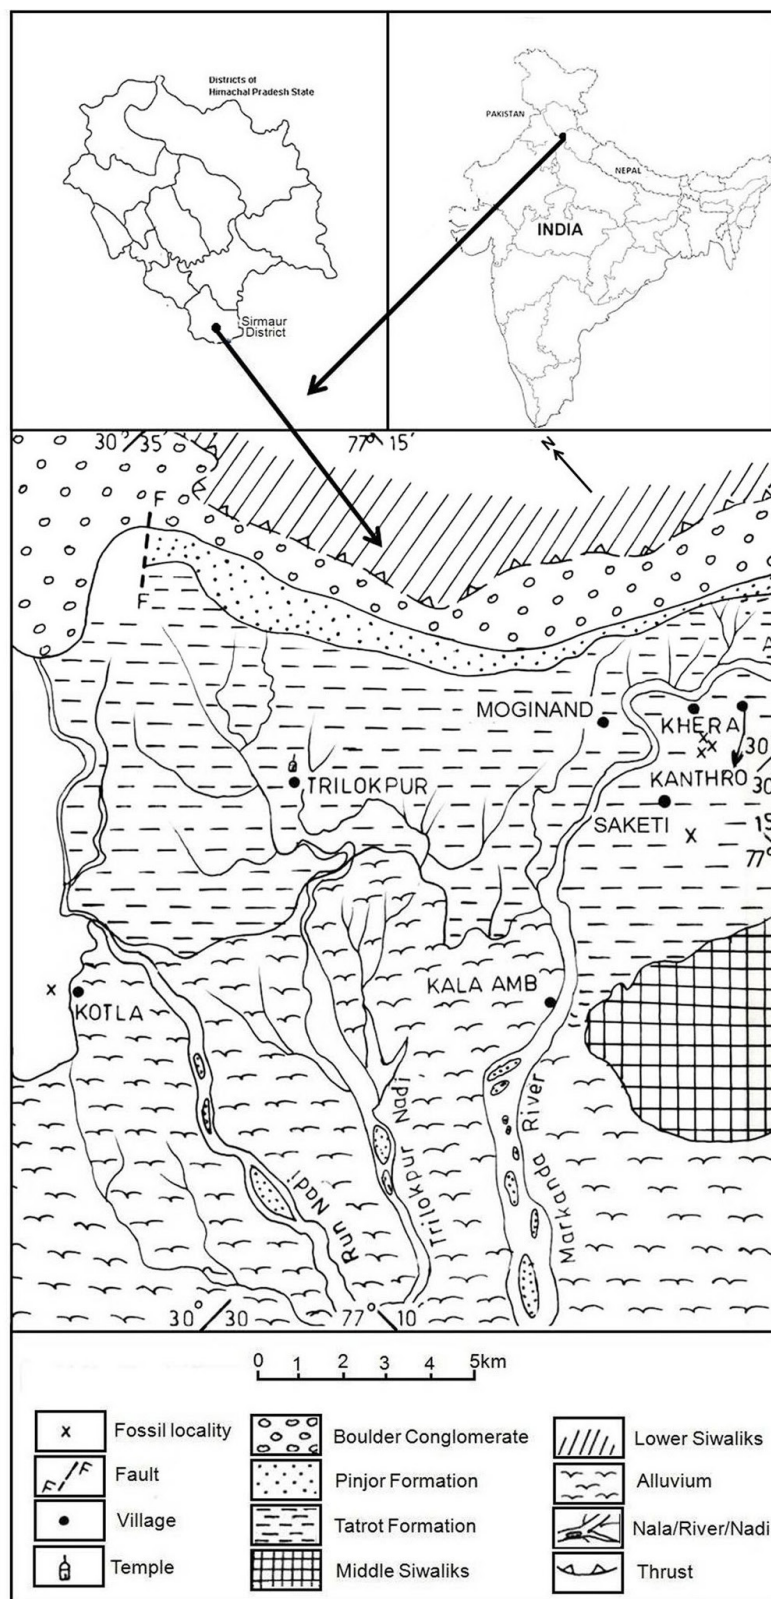 Districts of
Himachal Pradesh State
Sirmaur
District
PAKISTAN
NEPAL
INDIA
30° 35'
77° 15'
N
F
F
MOGINAND
KHERA
x
x x
30
KANTHRO
30
TRILOKPUR
SAKETI
x
77°
KALA AMB
x
KOTLA
Run Nadi
Trilokpur Nadi
Markanda River
30° 30
77° 10'
0 1 2 3 4 5km
x Fossil locality
F F Fault
Village
Temple
Boulder Conglomerate
Pinjor Formation
Tatrot Formation
Middle Siwaliks
Lower Siwaliks
Alluvium
Nala/River/Nadi
Thrust